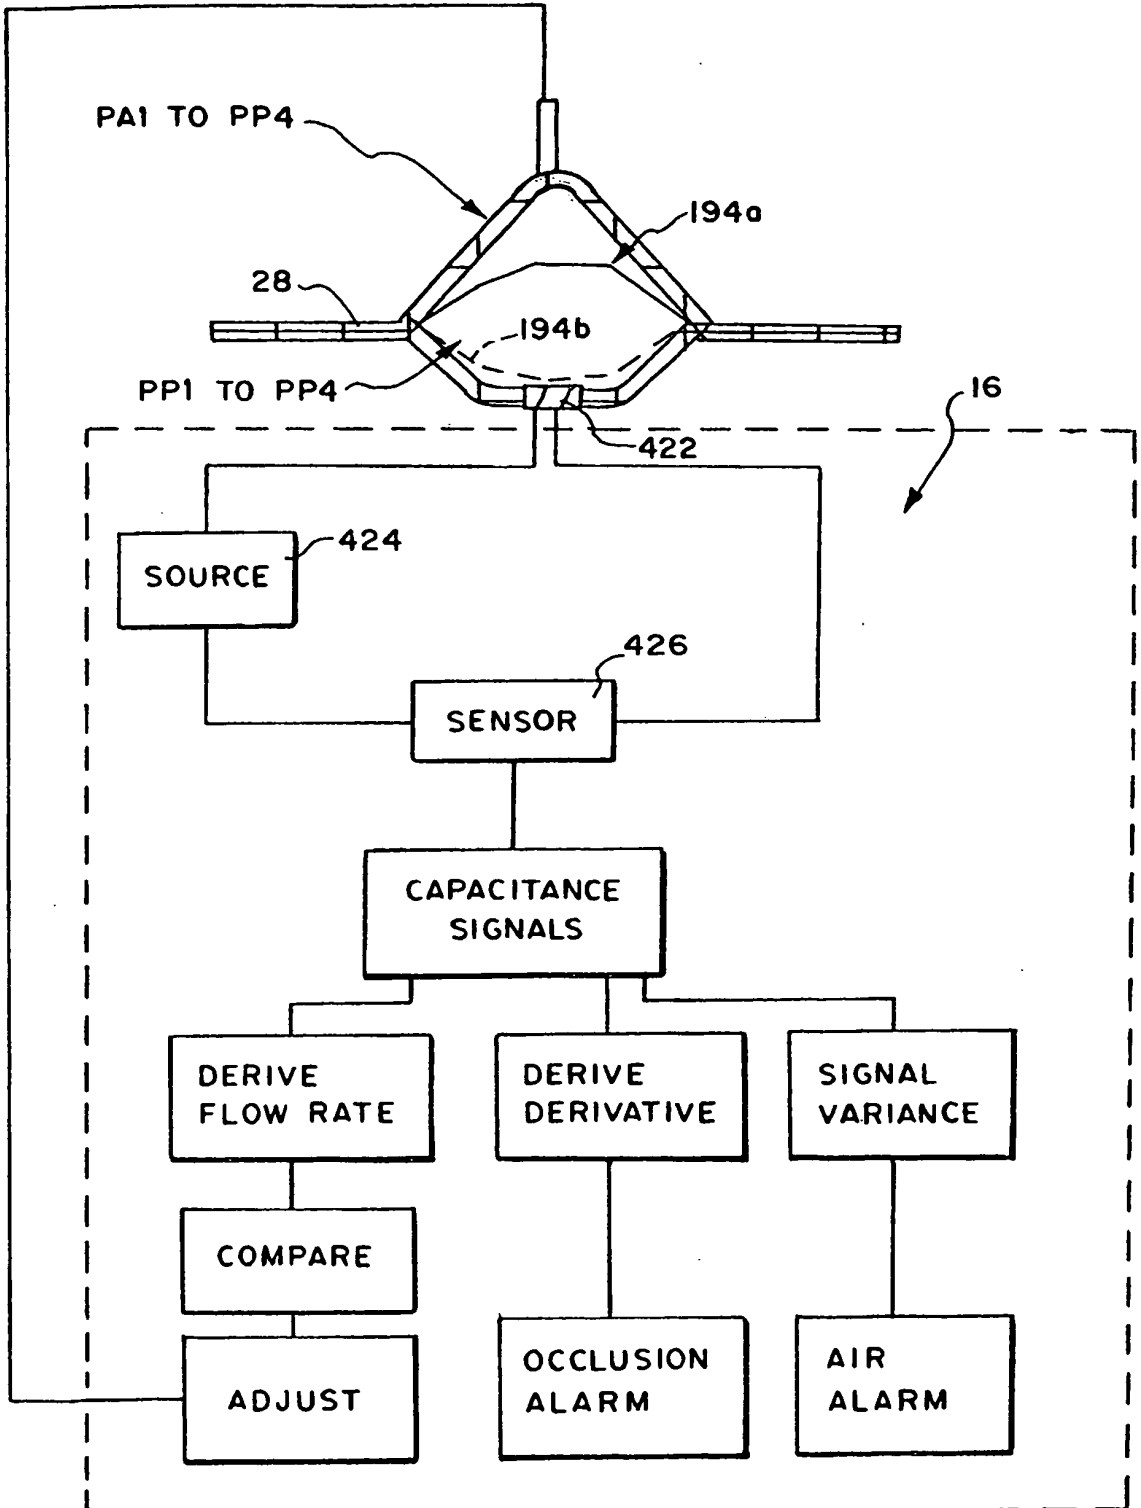 PA1 TO PP4
194a
28
194b
PP1 TO PP4
16
422
424
SOURCE
426
SENSOR
CAPACITANCE
SIGNALS
DERIVE
FLOW RATE
DERIVE
DERIVATIVE
SIGNAL
VARIANCE
COMPARE
ADJUST
OCCLUSION
ALARM
AIR
ALARM